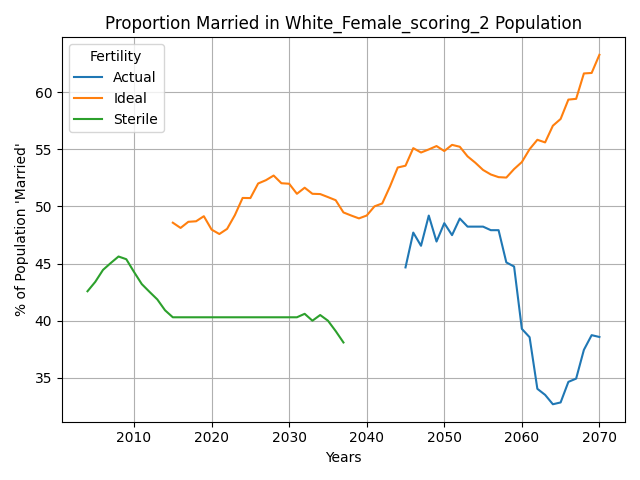 Proportion Married in White_Female_scoring_2 Population
Fertility
Actual
Ideal
Sterile
% of Population 'Married'
60
55
50
45
40
35
2010
2020
2030
2040
2050
2060
2070
Years